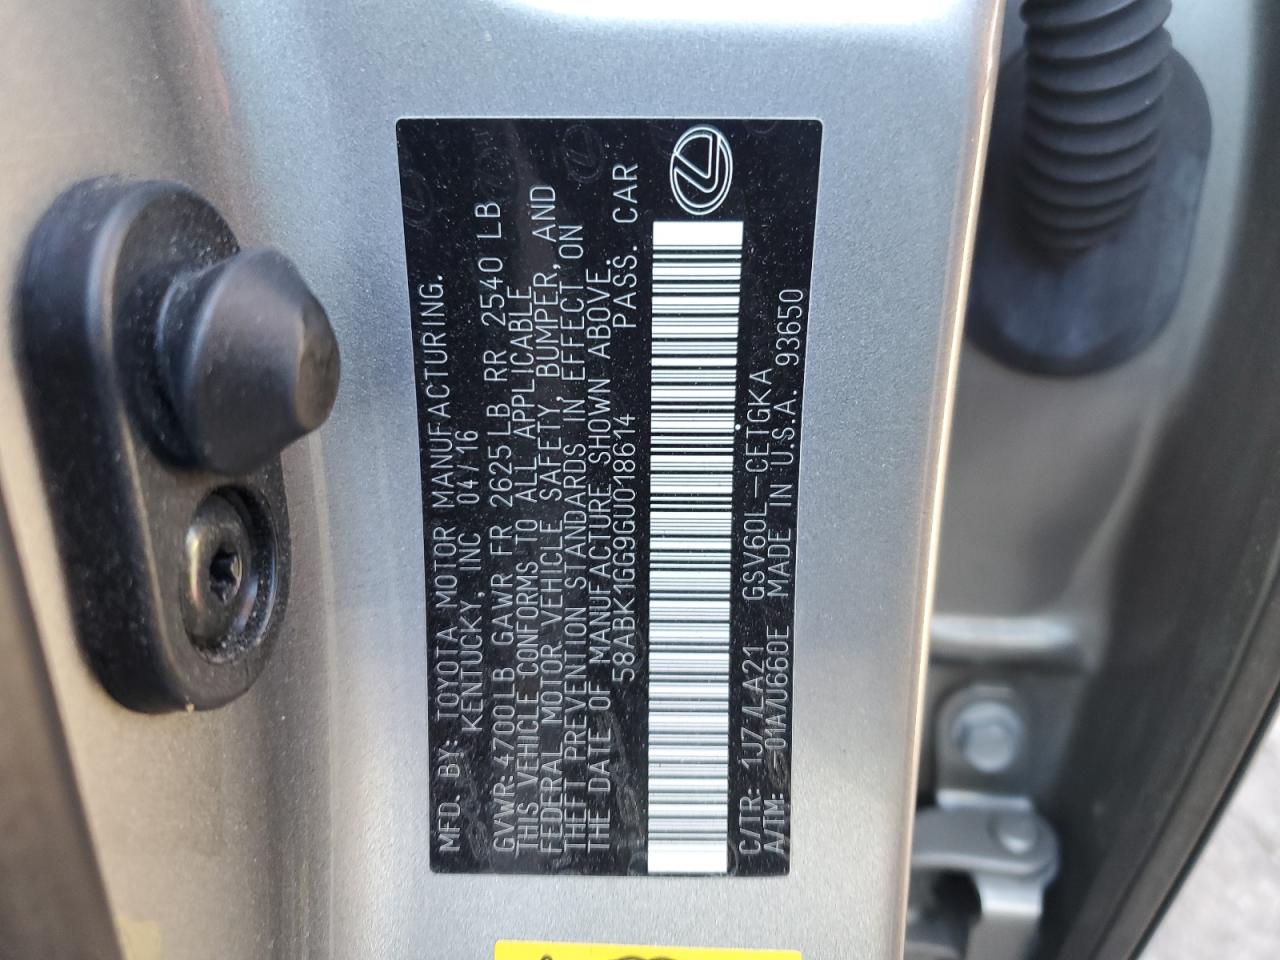 MFD. BY: TOYOTA MOTOR MANUFACTURING.
KENTUCKY, INC 04/16
GVWR: 4700LB GAWR FR 2625LB RR 2540 LB
THIS VEHICLE CONFORMS TO ALL APPLICABLE
FEDERAL MOTOR VEHICLE SAFETY, BUMPER, AND
THEFT PREVENTION STANDARDS IN EFFECT ON
THE DATE OF MANUFACTURE SHOWN ABOVE.
58ABK1GG9GU018614 PASS. CAR
C/TR: 1J7/LA21 GSV60L-CETGKA
A/TM: -01A/U660E MADE IN U.S.A. 93650